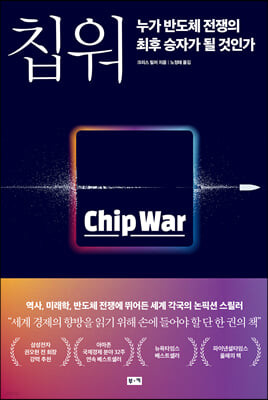 칩워
누가 반도체 전쟁의
최후 승자가 될 것인가
크리스 밀러 지음 | 노정태 옮김
Chip War
역사, 미래학, 반도체 전쟁에 뛰어든 세계 각국의 논픽션 스릴러
“세계 경제의 향방을 읽기 위해 손에 들어야 할 단 한 권의 책”
삼성전자
권오현 전 회장
강력 추천
아마존
국제경제 분야 32주
연속 베스트셀러
뉴욕타임스
베스트셀러
파이낸셜타임스
올해의 책
부·키